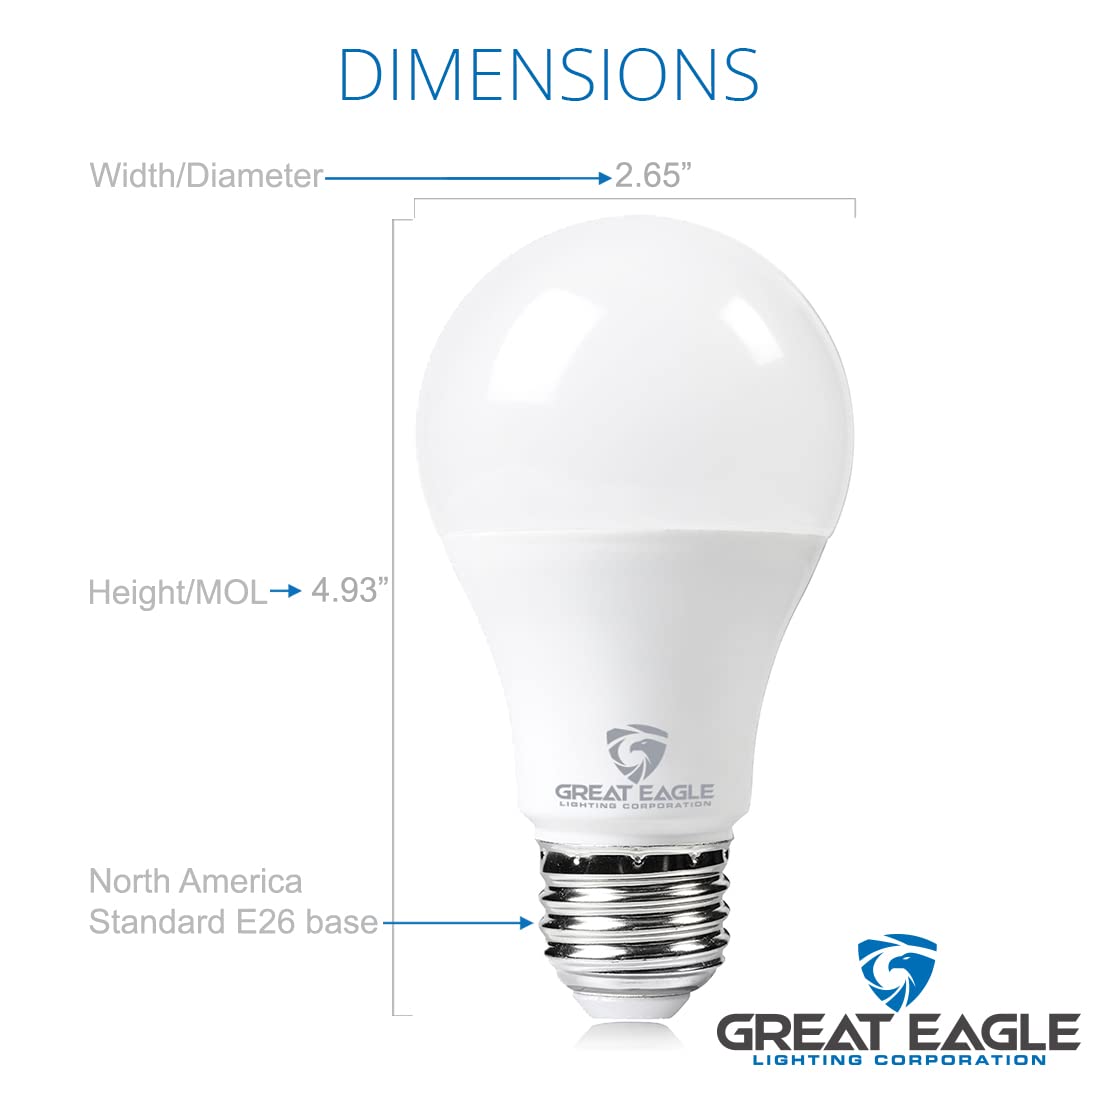 DIMENSIONS
Width/Diameter 2.65”
Height/MOL 4.93”
GREAT EAGLE
LIGHTING CORPORATION
North America
Standard E26 base
GREAT EAGLE
LIGHTING CORPORATION